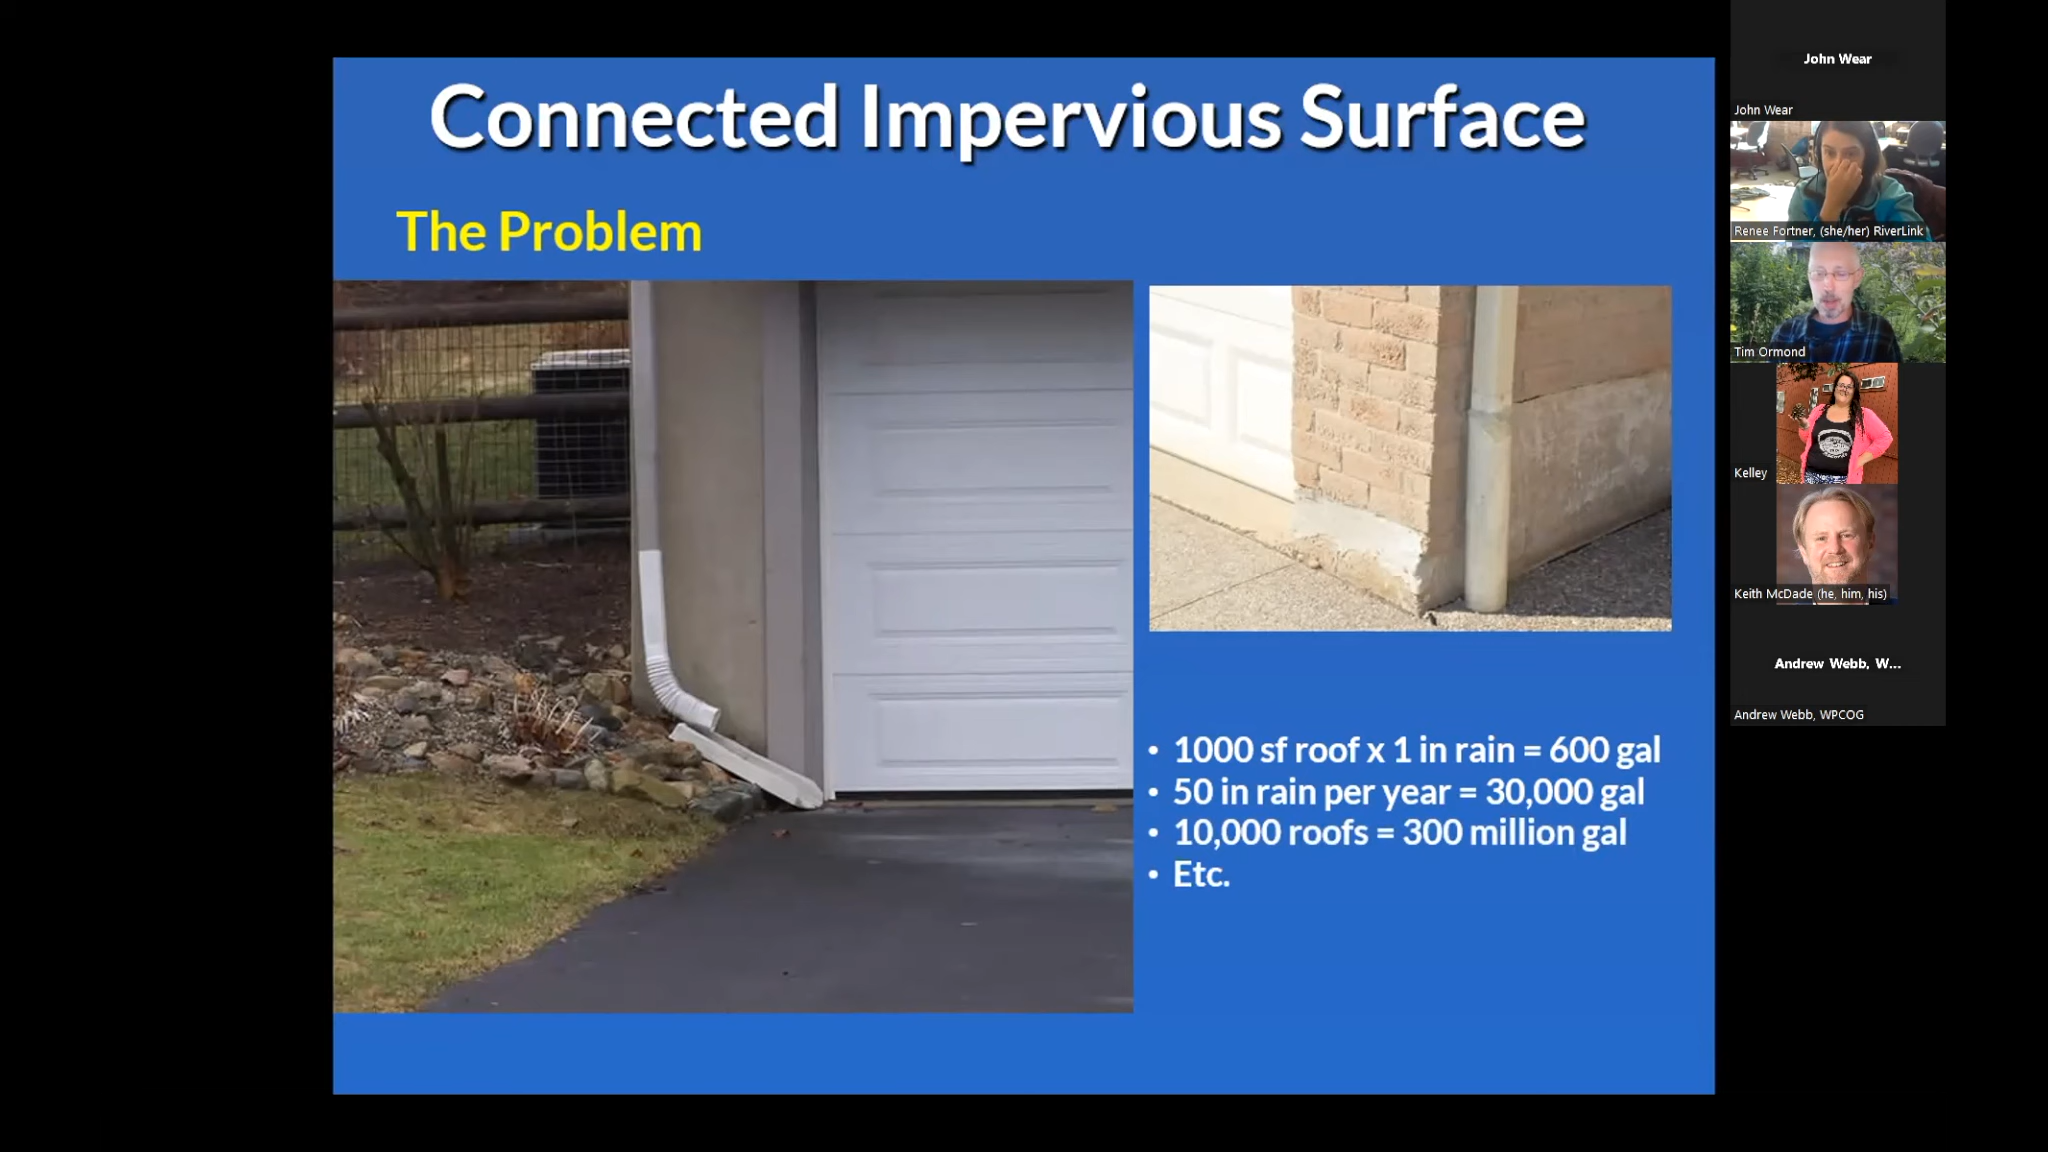 Connected Impervious Surface
The Problem
• 1000 sf roof x 1 in rain = 600 gal
• 50 in rain per year = 30,000 gal
• 10,000 roofs = 300 million gal
• Etc.
John Wear
John Wear
Renee Fortner, (she/her) RiverLink
Tim Ormond
Kelley
Keith McDade (he, him, his)
Andrew Webb, W...
Andrew Webb, WPCOG